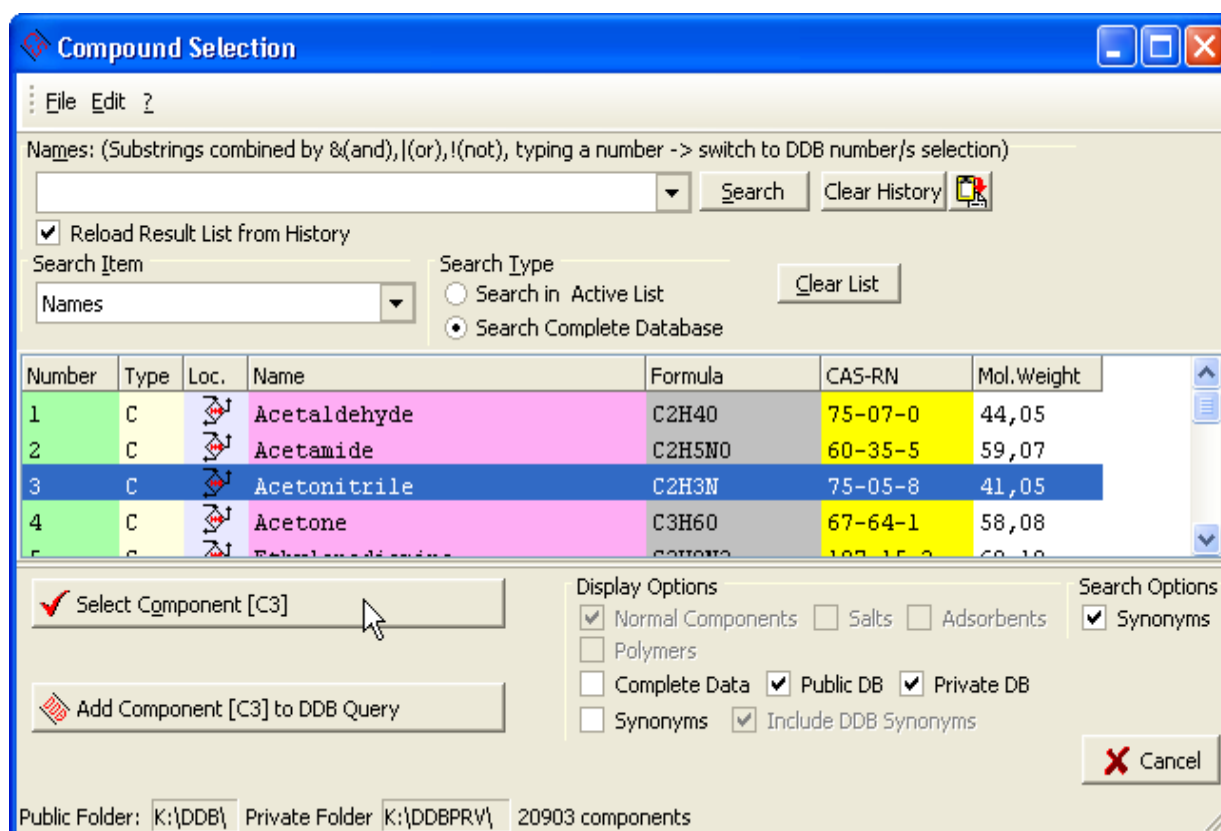 Compound Selection
File Edit ?
Names: (Substrings combined by &(and),|(or),!(not), typing a number -> switch to DDB number/s selection)
Search Clear History
Reload Result List from History
Search Item Search Type
Clear List
Names Search in Active List
Search Complete Database
Number Type Loc. Name Formula CAS-RN Mol.Weight
1 C Acetaldehyde C2H4O 75-07-0 44,05
2 C Acetamide C2H5NO 60-35-5 59,07
3 C Acetonitrile C2H3N 75-05-8 41,05
4 C Acetone C3H6O 67-64-1 58,08
Select Component [C3] Display Options Search Options
Normal Components Salts Adsorbents Synonyms
Polymers
Complete Data Public DB Private DB
DDB Add Component [C3] to DDB Query
Synonyms Include DDB Synonyms
Cancel
Public Folder: K:\DDB\ Private Folder K:\DDBPRV\ 20903 components